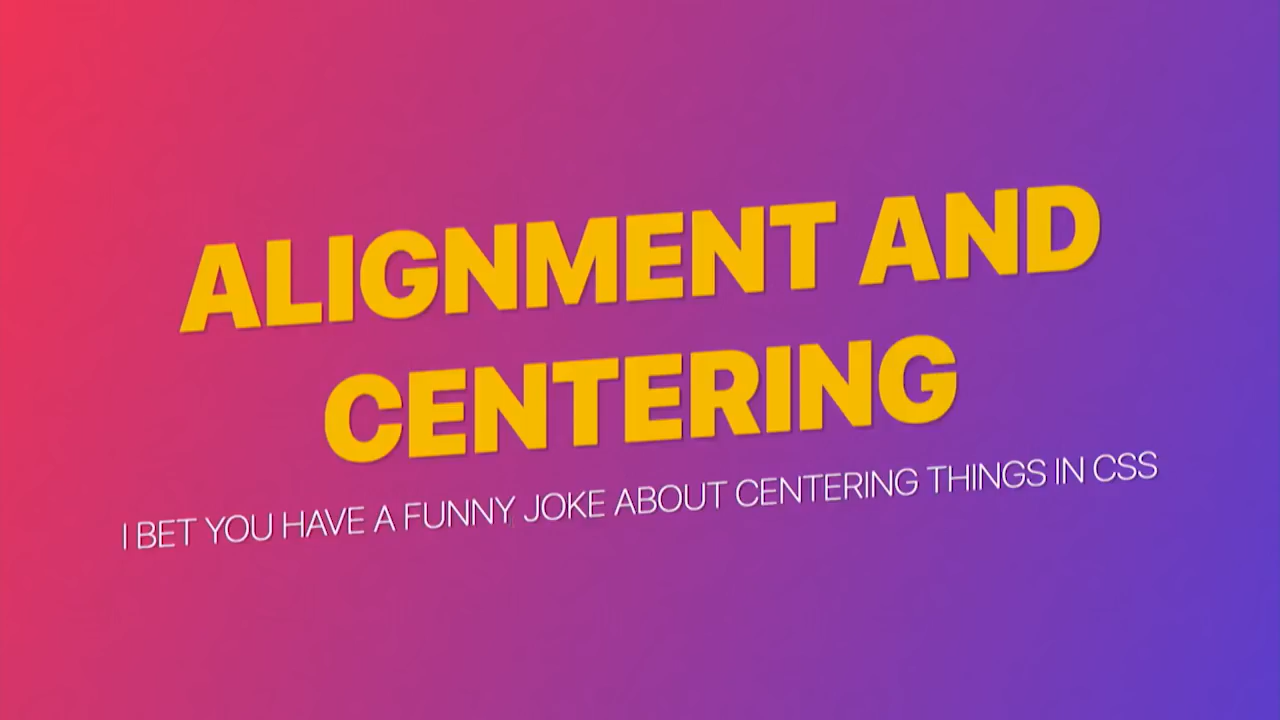 ALIGNMENT AND
CENTERING
I BET YOU HAVE A FUNNY JOKE ABOUT CENTERING THINGS IN CSS